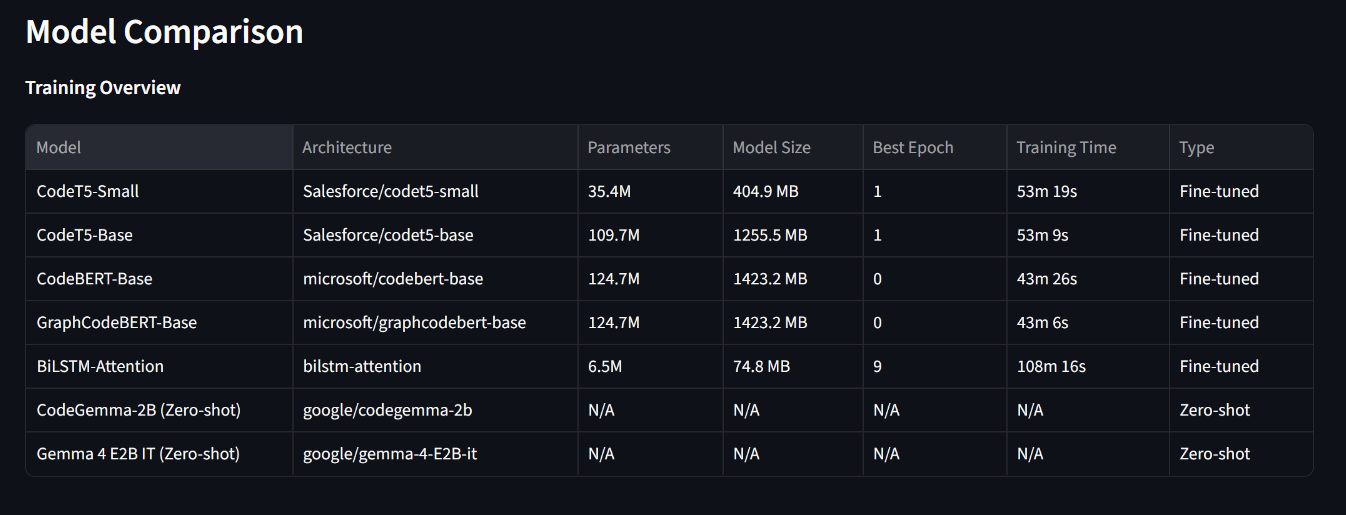 Model Comparison
Training Overview
Model Architecture Parameters Model Size Best Epoch Training Time Type
CodeT5-Small Salesforce/codet5-small 35.4M 404.9 MB 1 53m 19s Fine-tuned
CodeT5-Base Salesforce/codet5-base 109.7M 1255.5 MB 1 53m 9s Fine-tuned
CodeBERT-Base microsoft/codebert-base 124.7M 1423.2 MB 0 43m 26s Fine-tuned
GraphCodeBERT-Base microsoft/graphcodebert-base 124.7M 1423.2 MB 0 43m 6s Fine-tuned
BiLSTM-Attention bilstm-attention 6.5M 74.8 MB 9 108m 16s Fine-tuned
CodeGemma-2B (Zero-shot) google/codegemma-2b N/A N/A N/A N/A Zero-shot
Gemma 4 E2B IT (Zero-shot) google/gemma-4-E2B-it N/A N/A N/A N/A Zero-shot